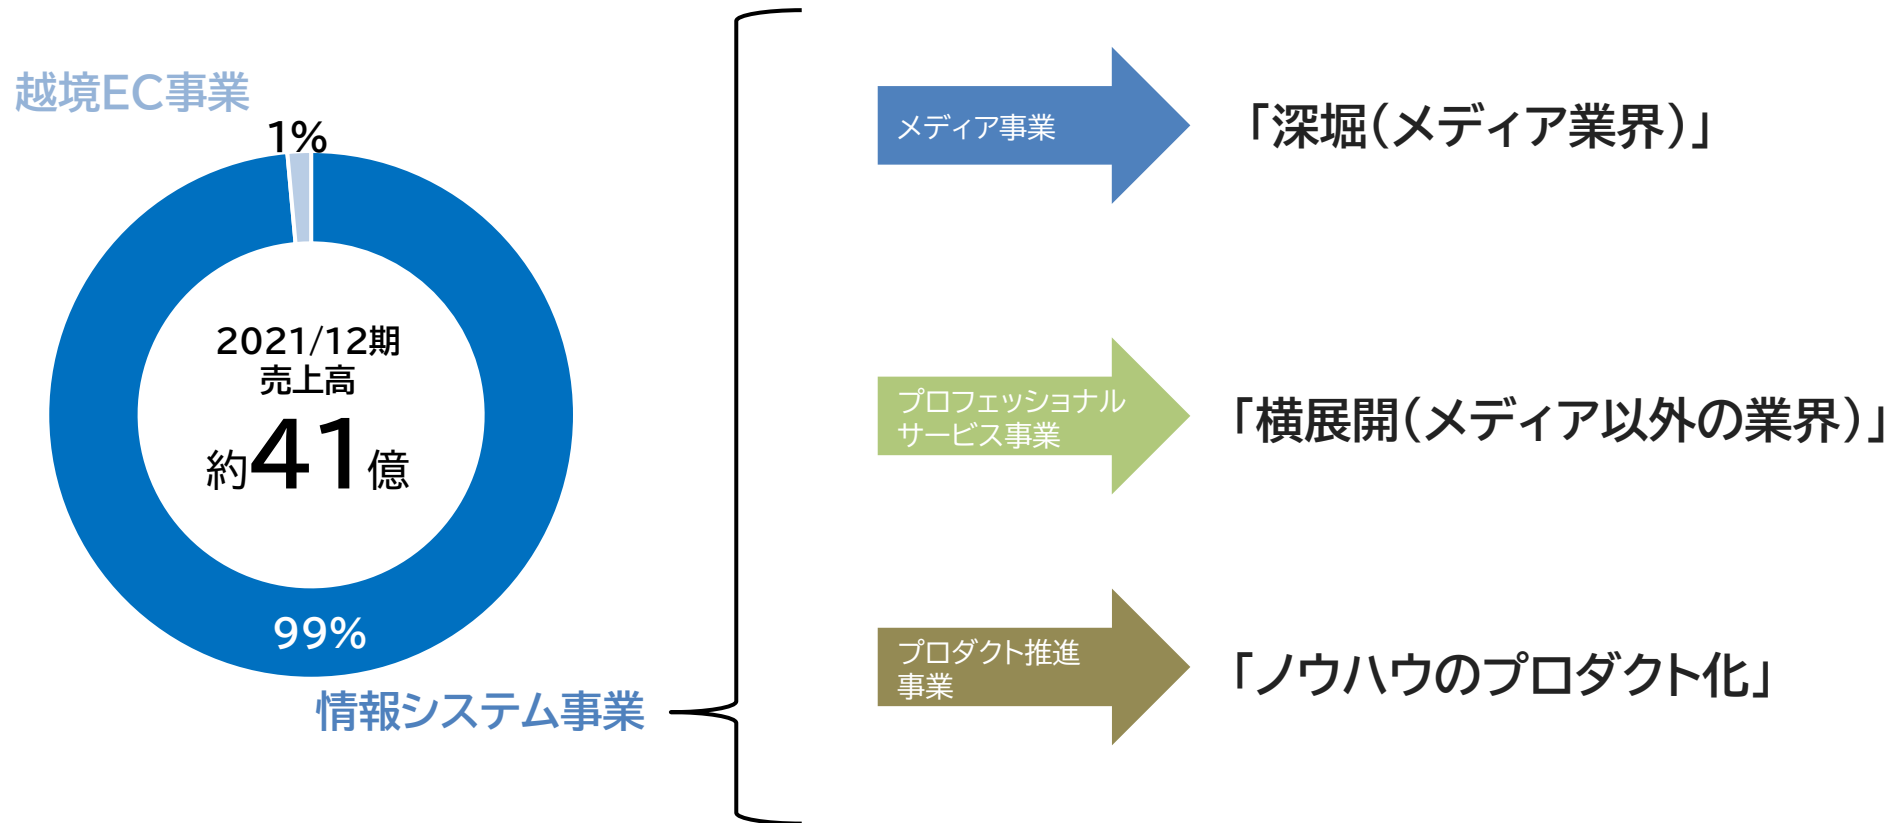 越境EC事業
1%
2021/12期
売上高
約41億
99%
情報システム事業
メディア事業
「深堀(メディア業界)」
プロフェッショナル
サービス事業
「横展開(メディア以外の業界)」
プロダクト推進
事業
「ノウハウのプロダクト化」